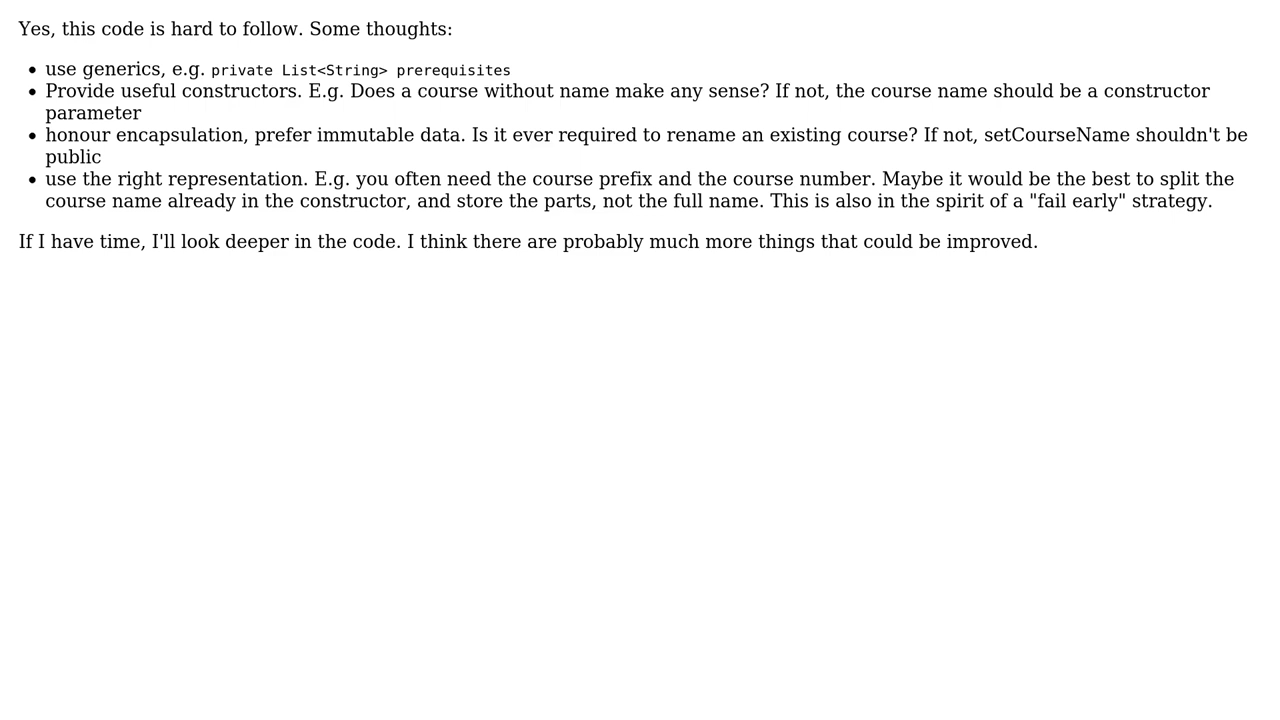 Yes, this code is hard to follow. Some thoughts:
• use generics, e.g. private List<String> prerequisites
• Provide useful constructors. E.g. Does a course without name make any sense? If not, the course name should be a constructor
parameter
• honour encapsulation, prefer immutable data. Is it ever required to rename an existing course? If not, setCourseName shouldn't be
public
• use the right representation. E.g. you often need the course prefix and the course number. Maybe it would be the best to split the
course name already in the constructor, and store the parts, not the full name. This is also in the spirit of a "fail early" strategy.
If I have time, I'll look deeper in the code. I think there are probably much more things that could be improved.